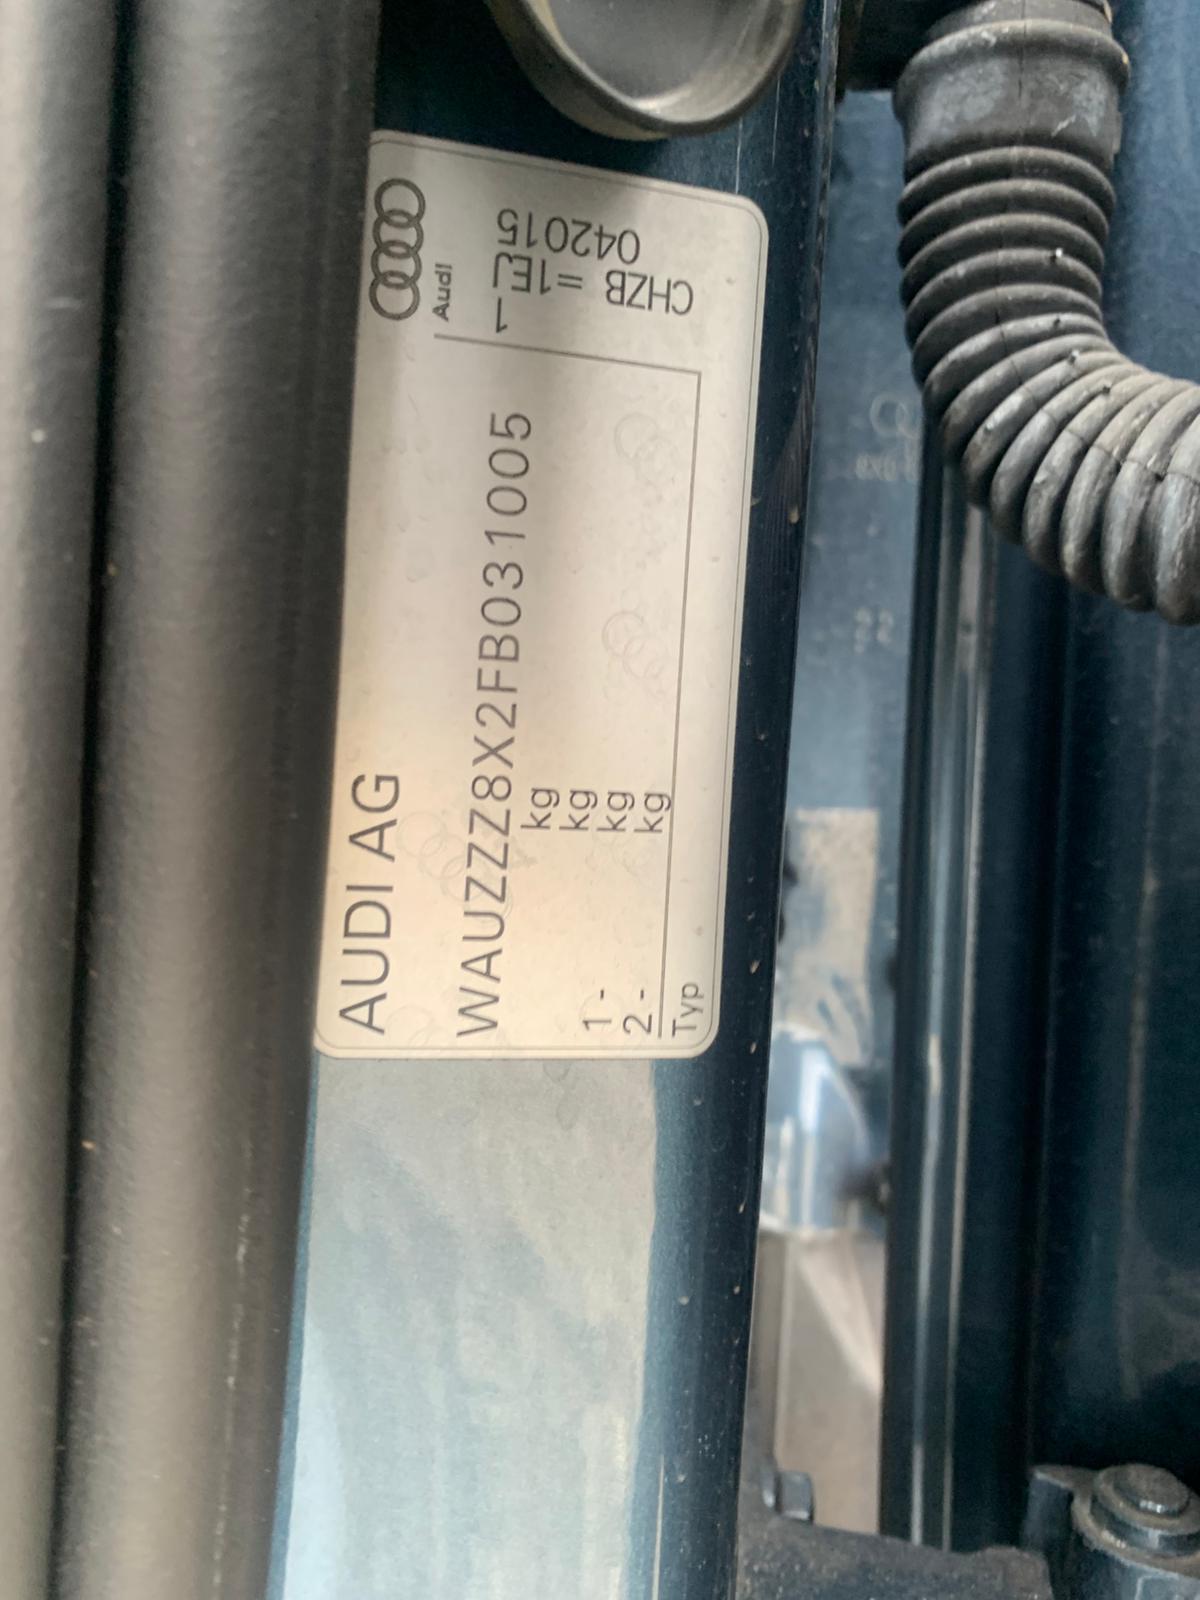 AUDI AG
Audi
WAUZZZ8X2FB031005
kg
kg
1 - kg
2 - kg
Typ
042015
CHZB